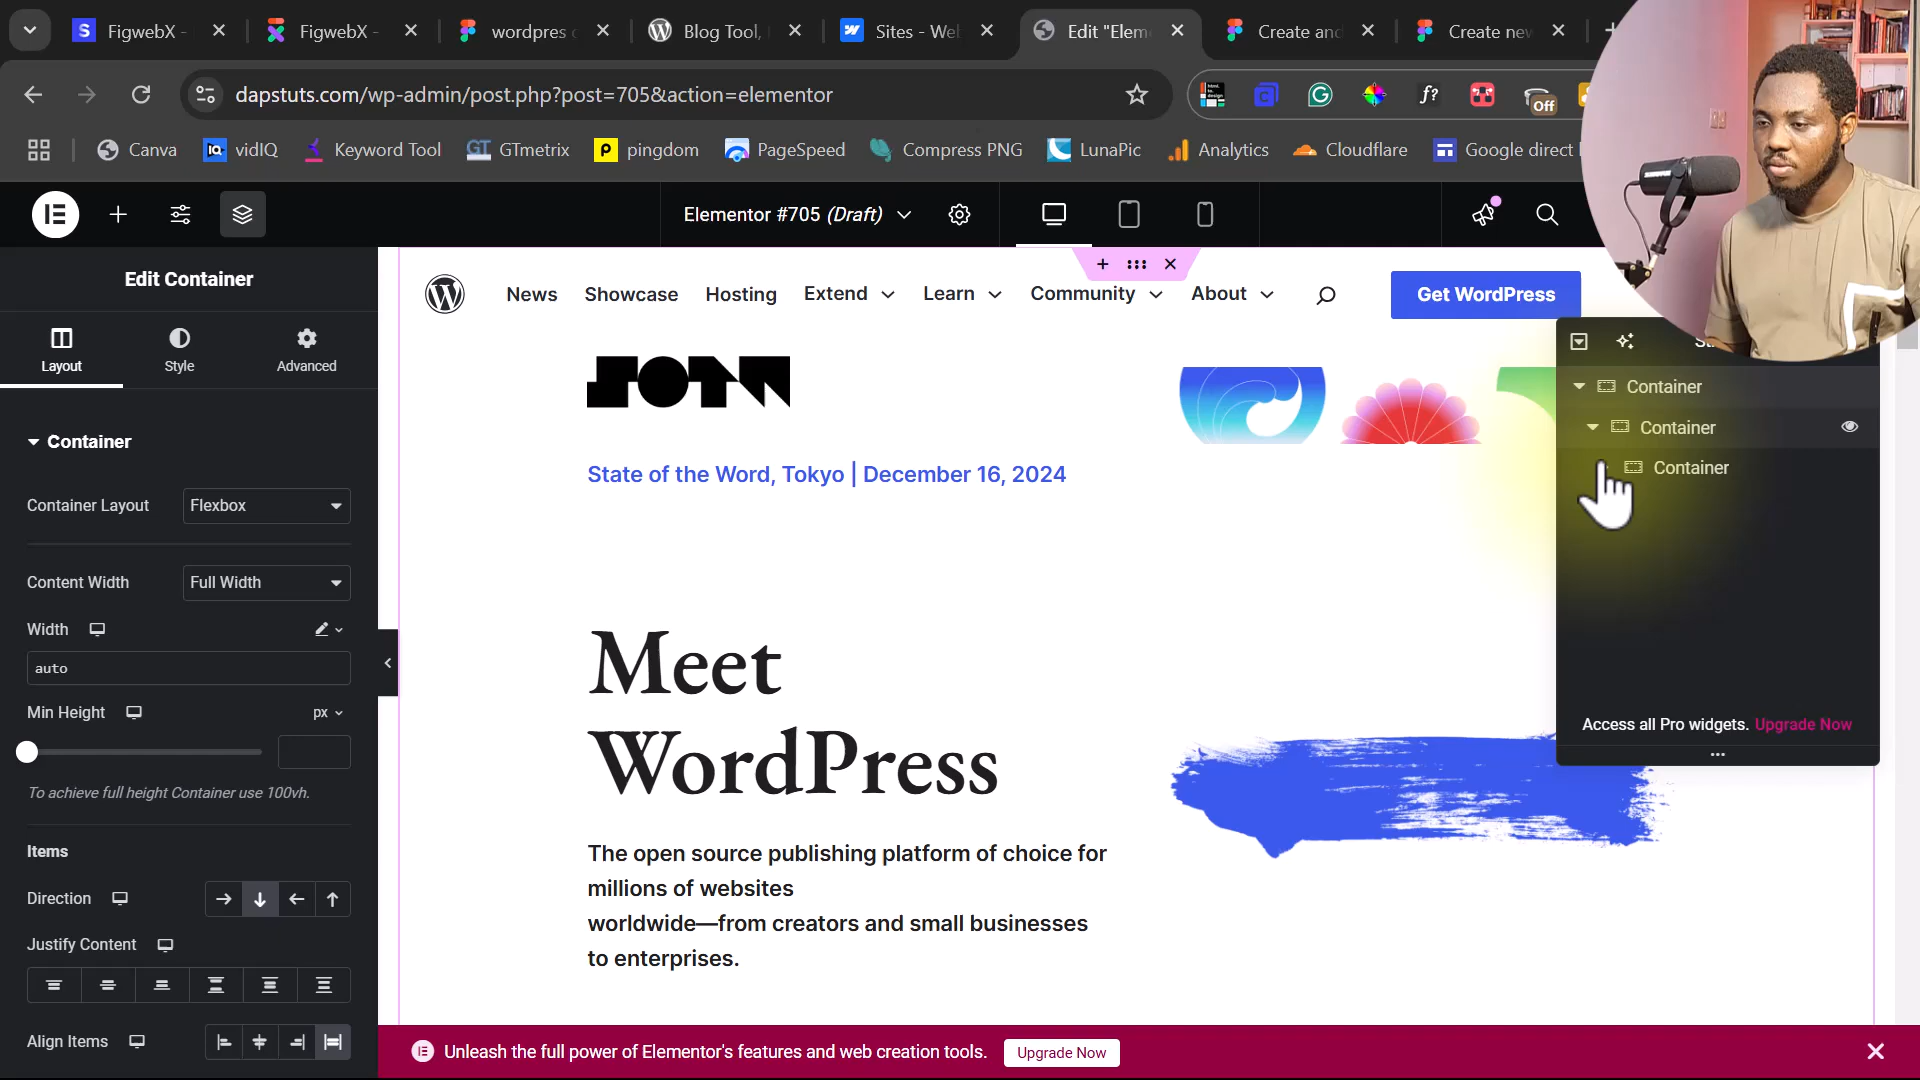 FigwebX -
FigwebX -
wordpres
Blog Tool,
Sites - We
Edit "Elem
Create and
Create new
dapstuts.com/wp-admin/post.php?post=705&action=elementor
f?
Off
Canva
vidIQ
Keyword Tool
GTmetrix
pingdom
PageSpeed
Compress PNG
LunaPic
Analytics
Cloudflare
Google direct
Elementor #705 (Draft)
Edit Container
Layout
Style
Advanced
Container
Container Layout
Flexbox
Content Width
Full Width
Width
auto
Min Height
px
To achieve full height Container use 100vh.
Items
Direction
Justify Content
Align Items
News
Showcase
Hosting
Extend
Learn
Community
About
Get WordPress
State of the Word, Tokyo | December 16, 2024
Meet
WordPress
The open source publishing platform of choice for
millions of websites
worldwide—from creators and small businesses
to enterprises.
Container
Container
Container
Access all Pro widgets. Upgrade Now
Unleash the full power of Elementor's features and web creation tools.
Upgrade Now